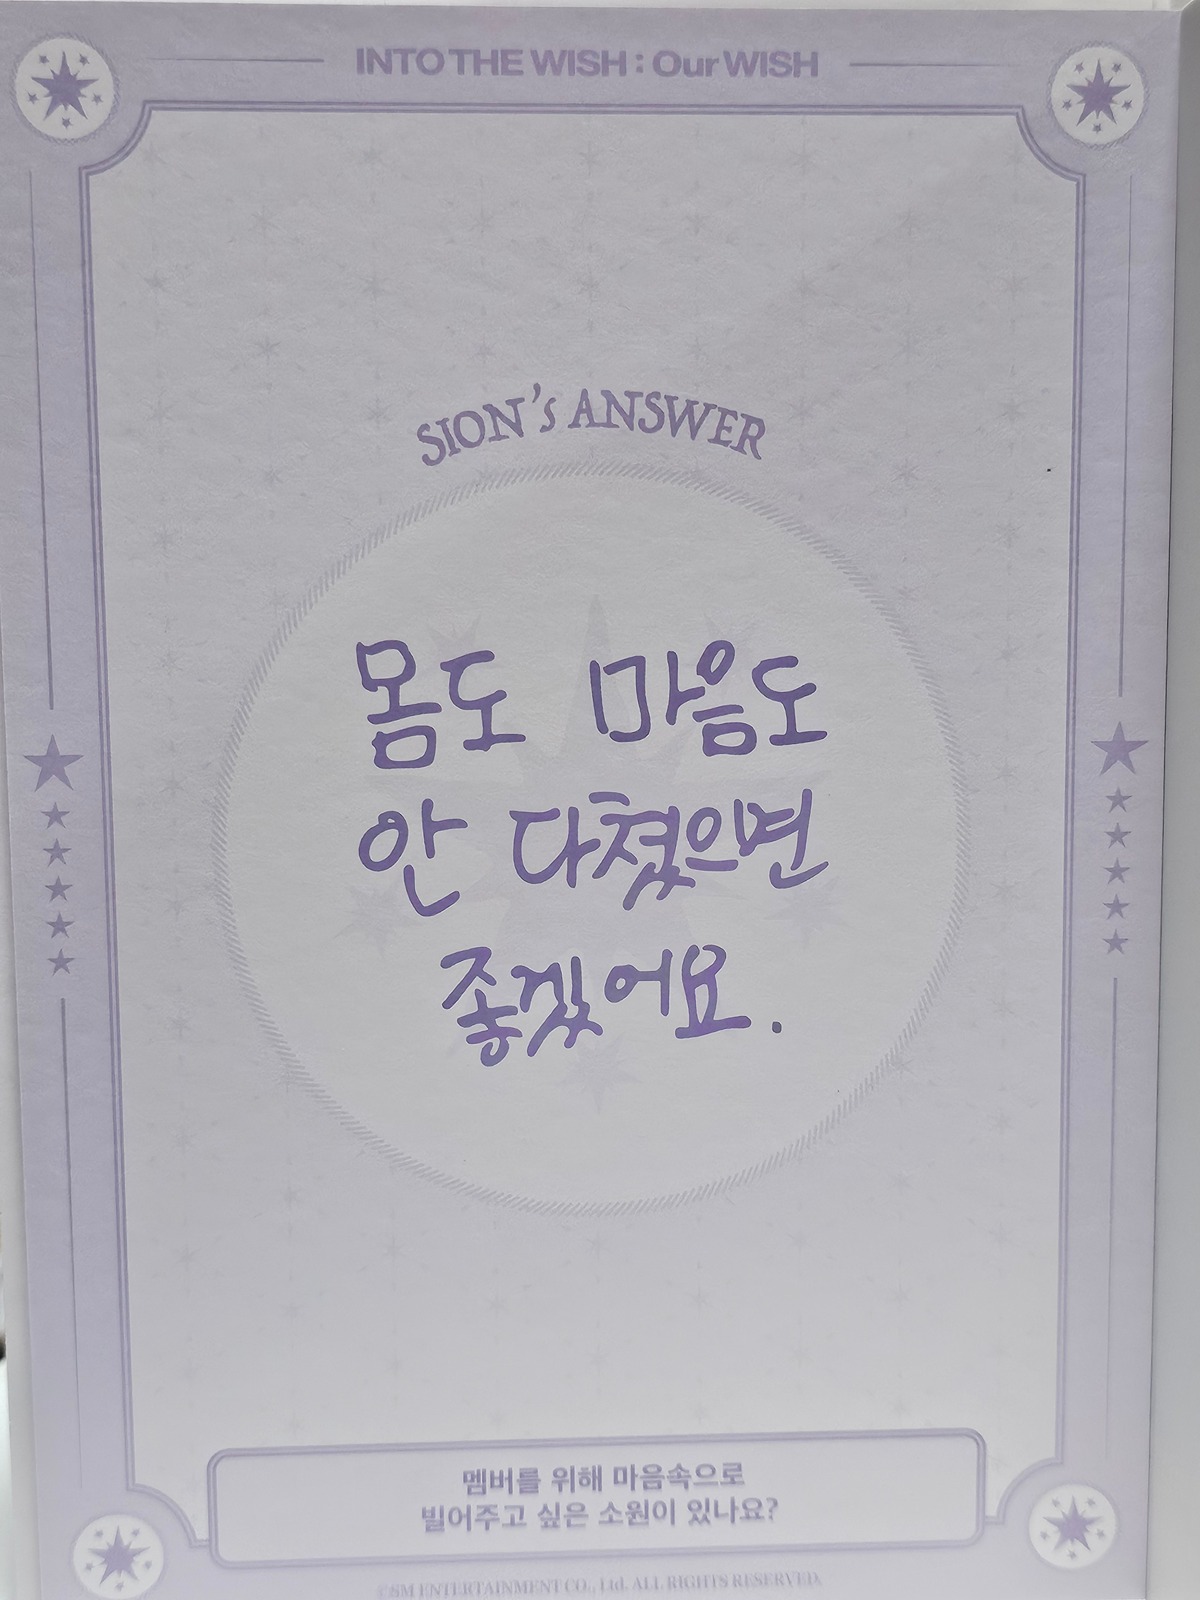 INTO THE WISH : Our WISH
SION's ANSWER
몸도 마음도
안 다쳤으면
좋겠어요.
멤버를 위해 마음속으로
빌어주고 싶은 소원이 있나요?
©SM ENTERTAINMENT CO., Ltd. ALL RIGHTS RESERVED.